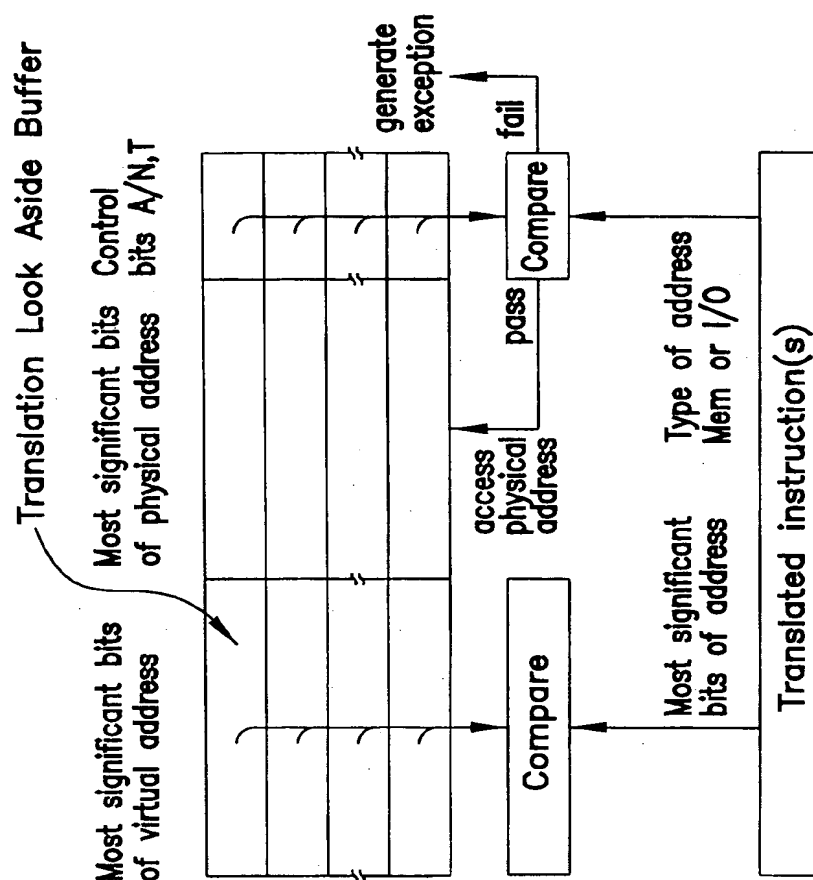 Translation Look Aside Buffer
Most significant bits
of virtual address
Most significant bits
of physical address
Control
bits A/N,T
access
physical
address
pass
fail
generate
exception
Compare
Compare
Most significant
bits of address
Type of address
Mem or I/O
Translated instruction(s)